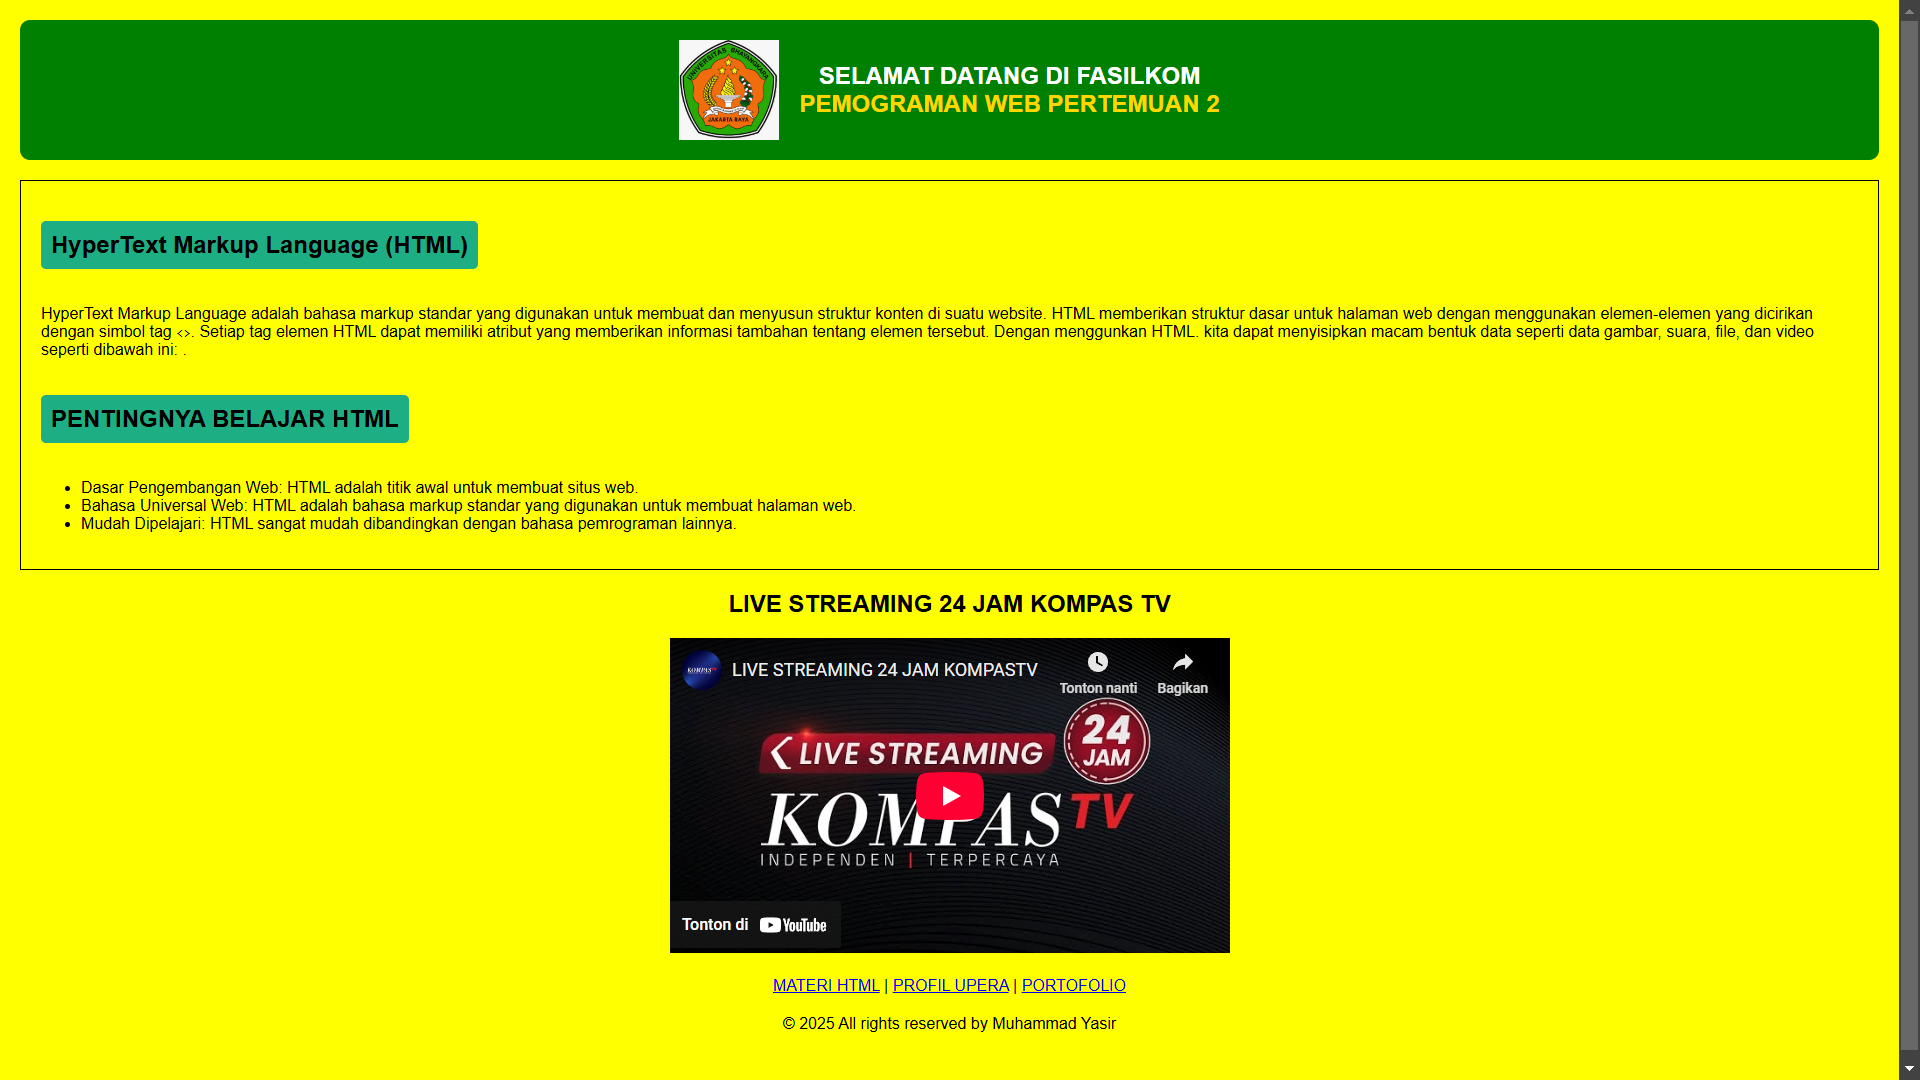 UNIVERSITAS BHAYANGKARA
JAKARTA RAYA
SELAMAT DATANG DI FASILKOM
PEMOGRAMAN WEB PERTEMUAN 2
HyperText Markup Language (HTML)
HyperText Markup Language adalah bahasa markup standar yang digunakan untuk membuat dan menyusun struktur konten di suatu website. HTML memberikan struktur dasar untuk halaman web dengan menggunakan elemen-elemen yang dicirikan
dengan simbol tag <>. Setiap tag elemen HTML dapat memiliki atribut yang memberikan informasi tambahan tentang elemen tersebut. Dengan menggunkan HTML. kita dapat menyisipkan macam bentuk data seperti data gambar, suara, file, dan video
seperti dibawah ini: .
PENTINGNYA BELAJAR HTML
• Dasar Pengembangan Web: HTML adalah titik awal untuk membuat situs web.
• Bahasa Universal Web: HTML adalah bahasa markup standar yang digunakan untuk membuat halaman web.
• Mudah Dipelajari: HTML sangat mudah dibandingkan dengan bahasa pemrograman lainnya.
LIVE STREAMING 24 JAM KOMPAS TV
KOMPASTV
LIVE STREAMING 24 JAM KOMPASTV
Tonton nanti
Bagikan
LIVE STREAMING
24
JAM
KOMPAS TV
INDEPENDEN | TERPERCAYA
Tonton di YouTube
MATERI HTML | PROFIL UPERA | PORTOFOLIO
© 2025 All rights reserved by Muhammad Yasir